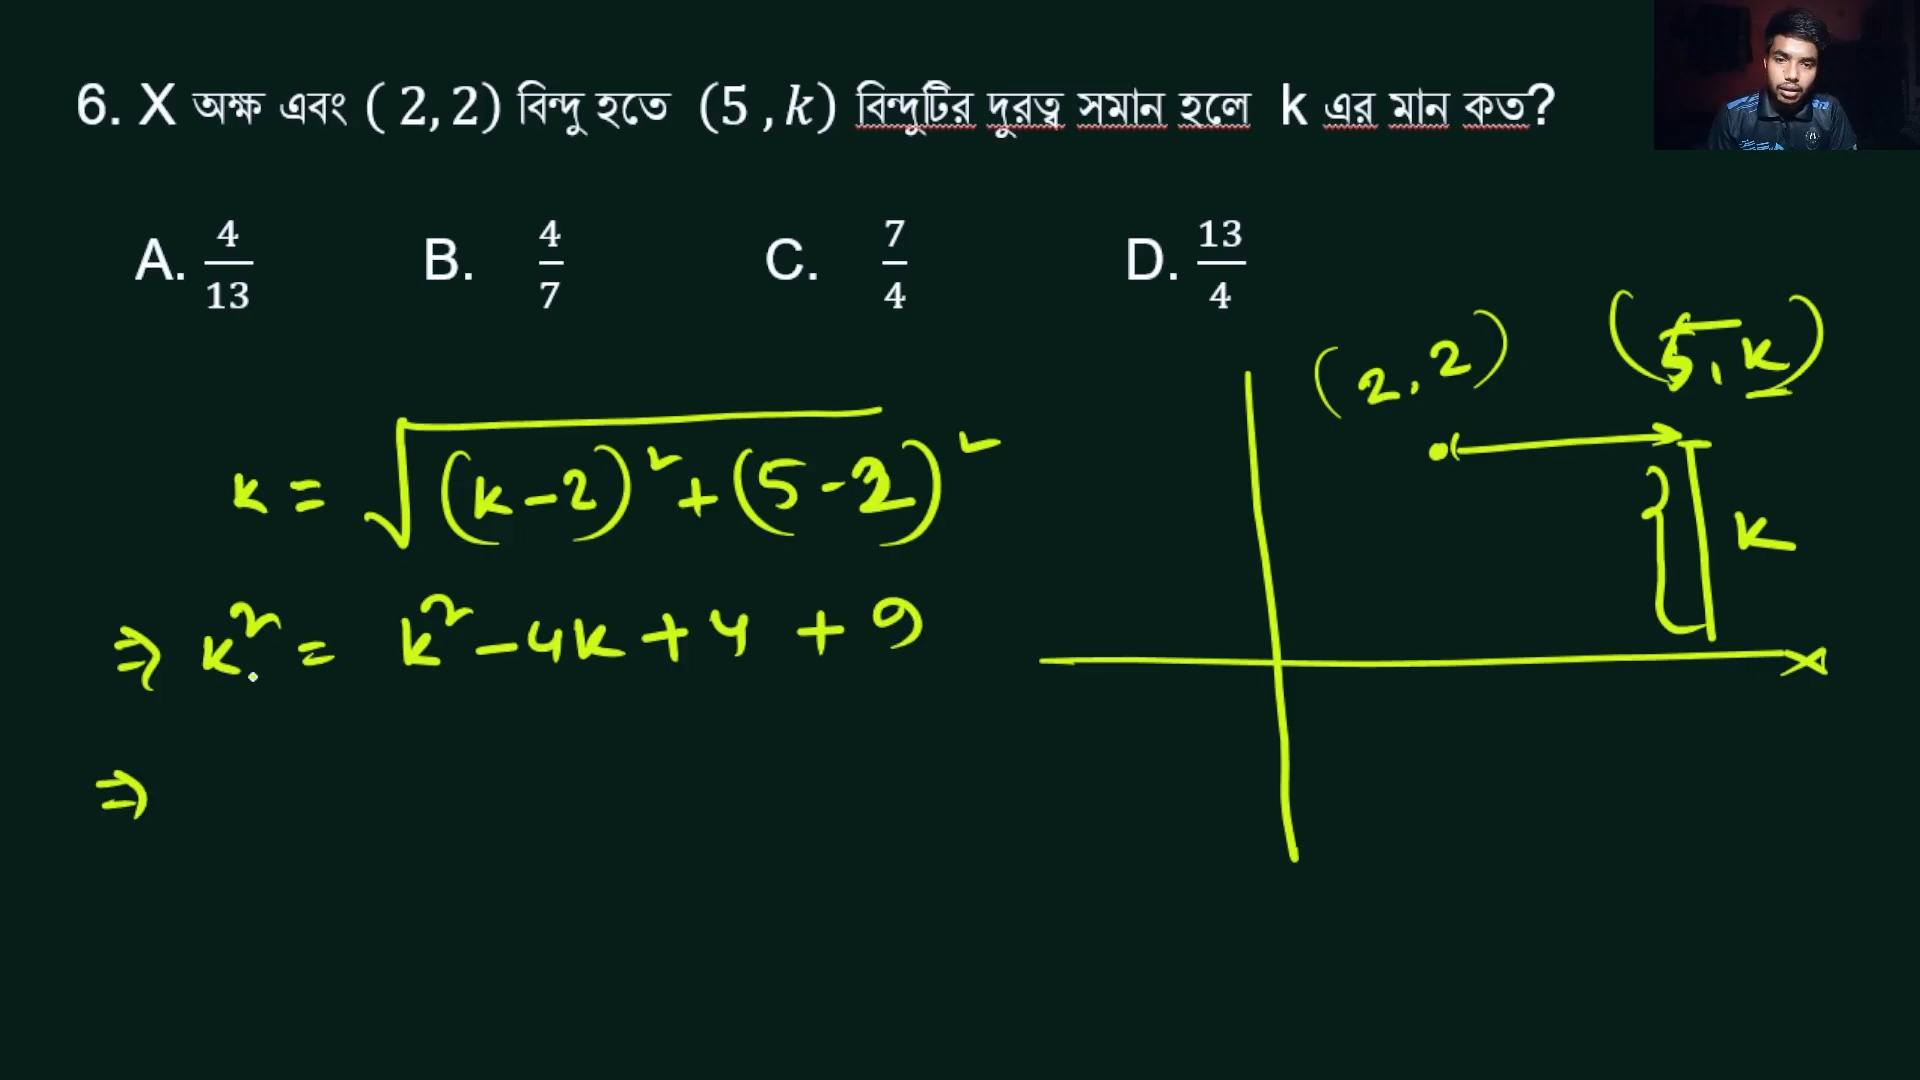 6. X অক্ষ এবং ( 2, 2) বিন্দু হতে (5 , k) বিন্দুটির দুরত্ব সমান হলে k এর মান কত?
A. 4/13 B. 4/7 C. 7/4 D. 13/4
(2, 2) (5, k)
k = √((k-2)² + (5-2)²)
k
⇒ k² = k² - 4k + 4 + 9
x
⇒